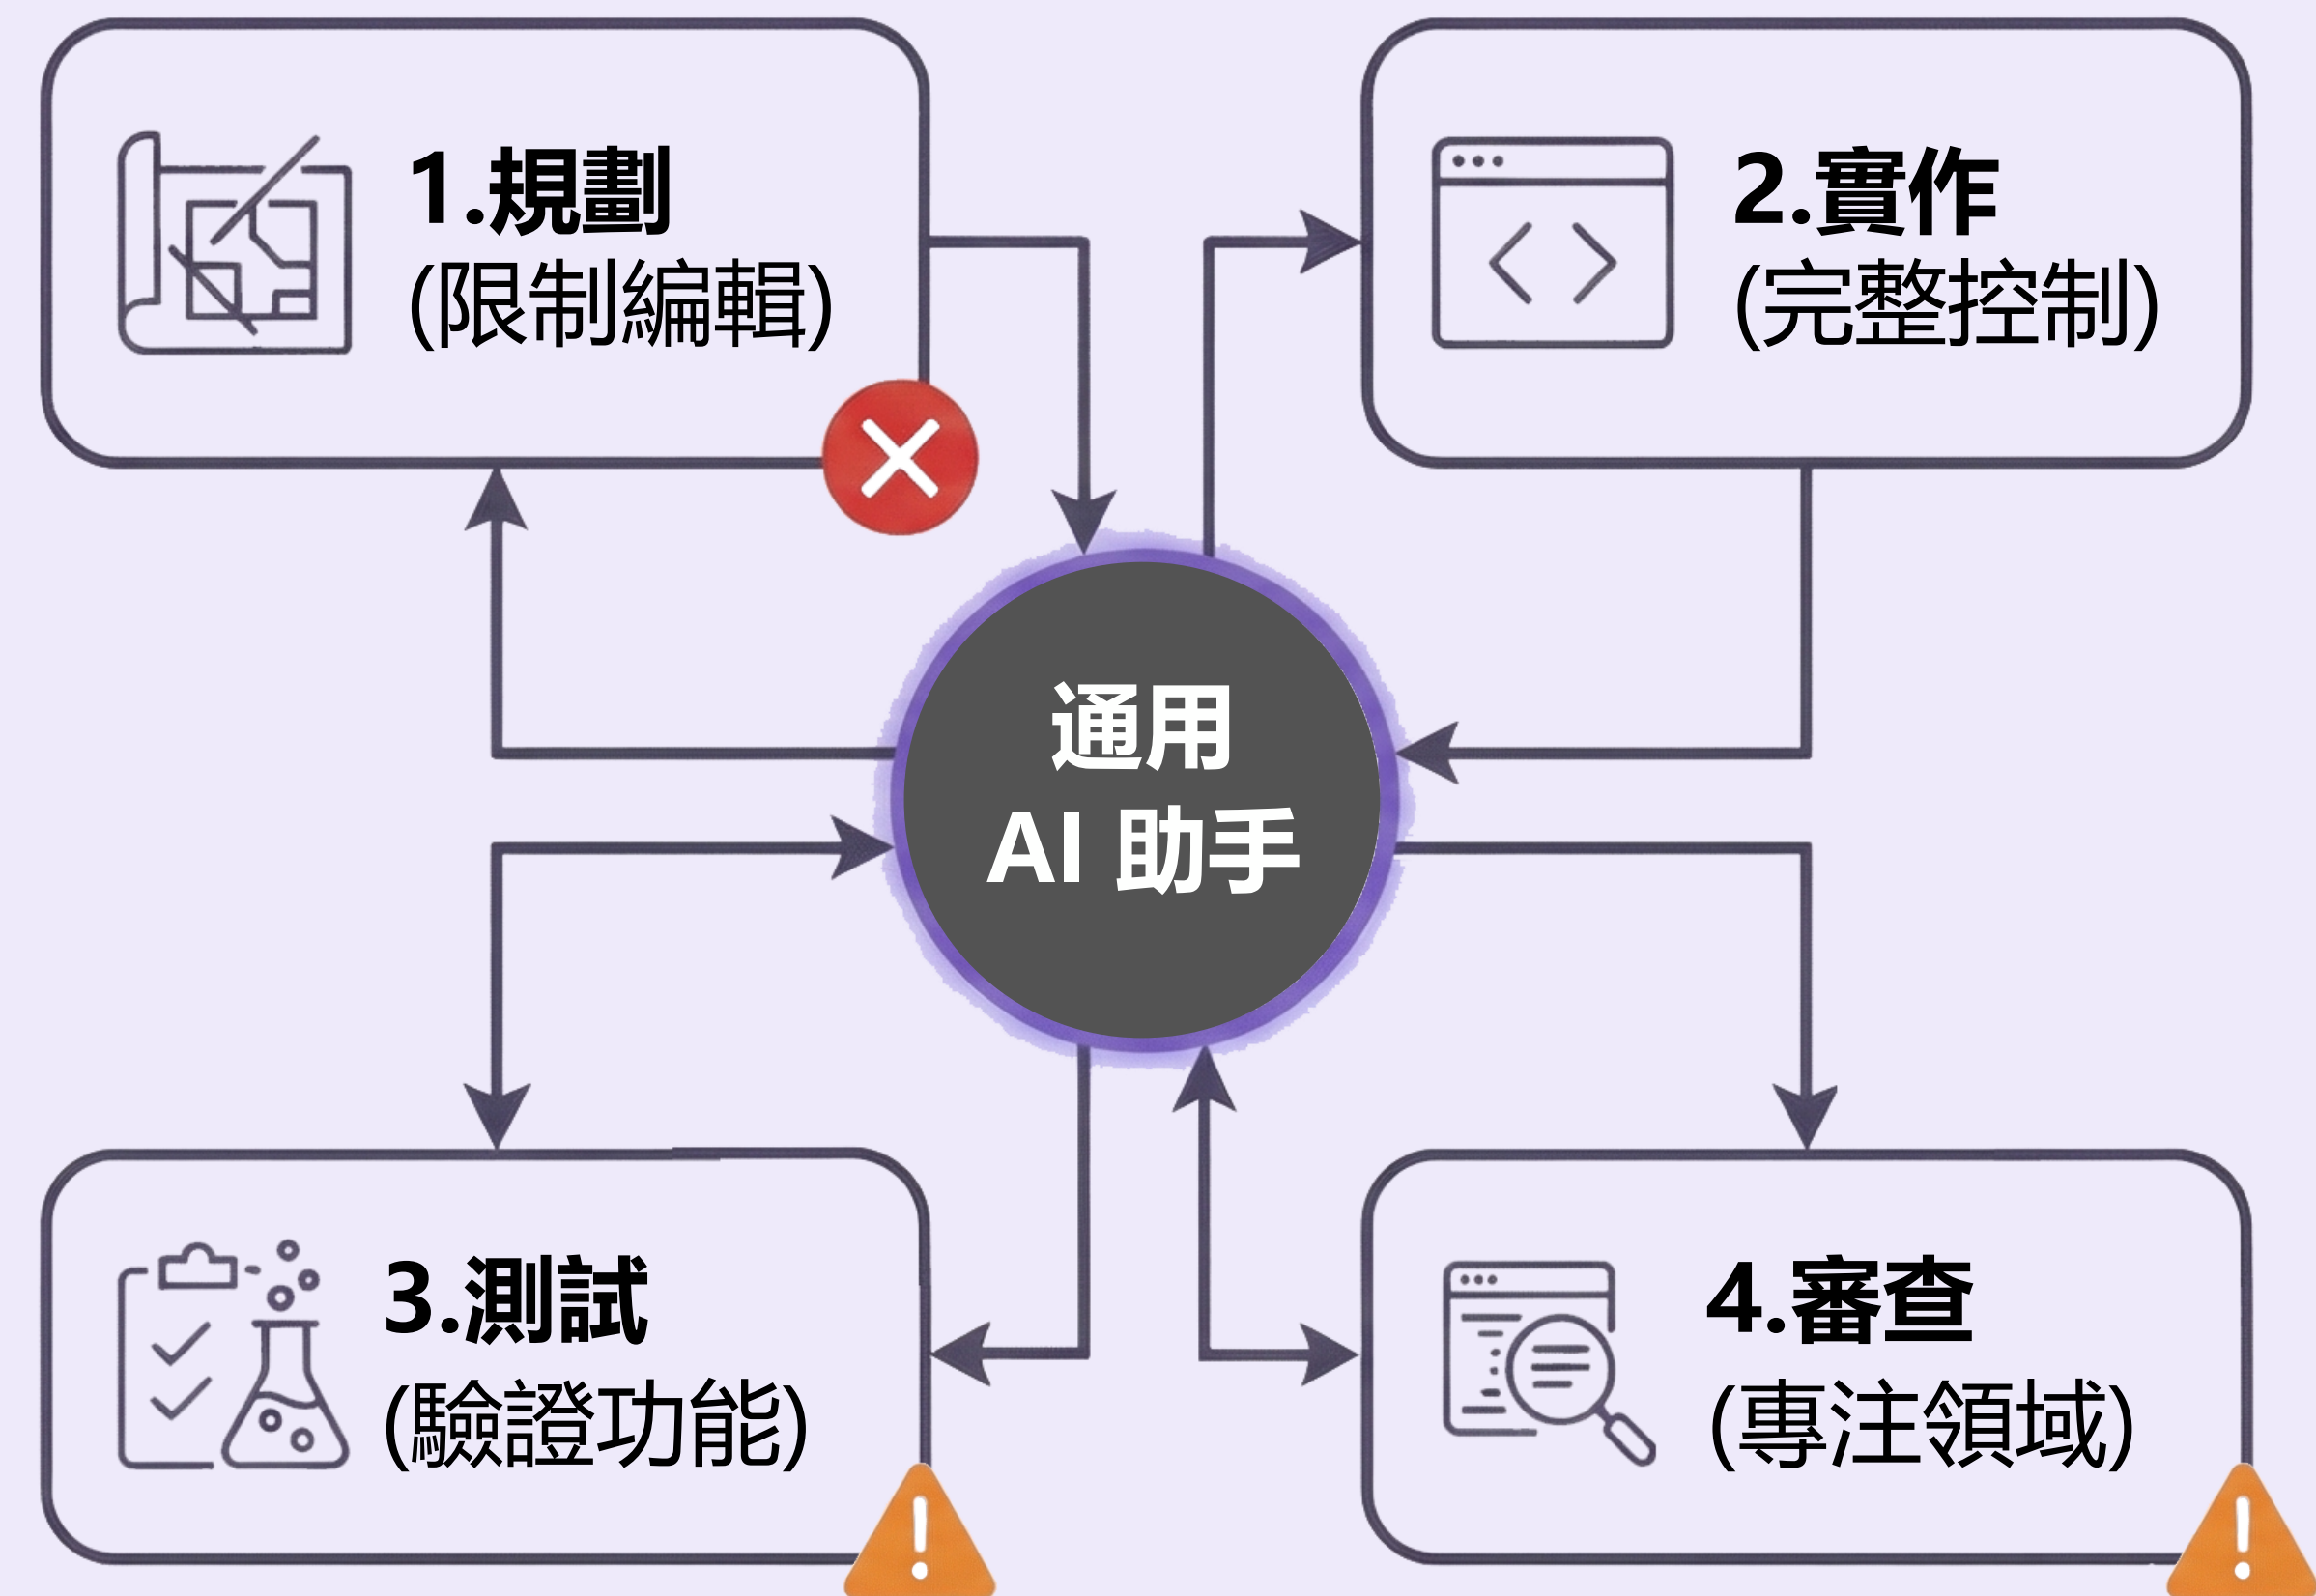 1.規劃
(限制編輯)
2.實作
(完整控制)
通用
AI 助手
3.測試
(驗證功能)
4.審查
(專注領域)